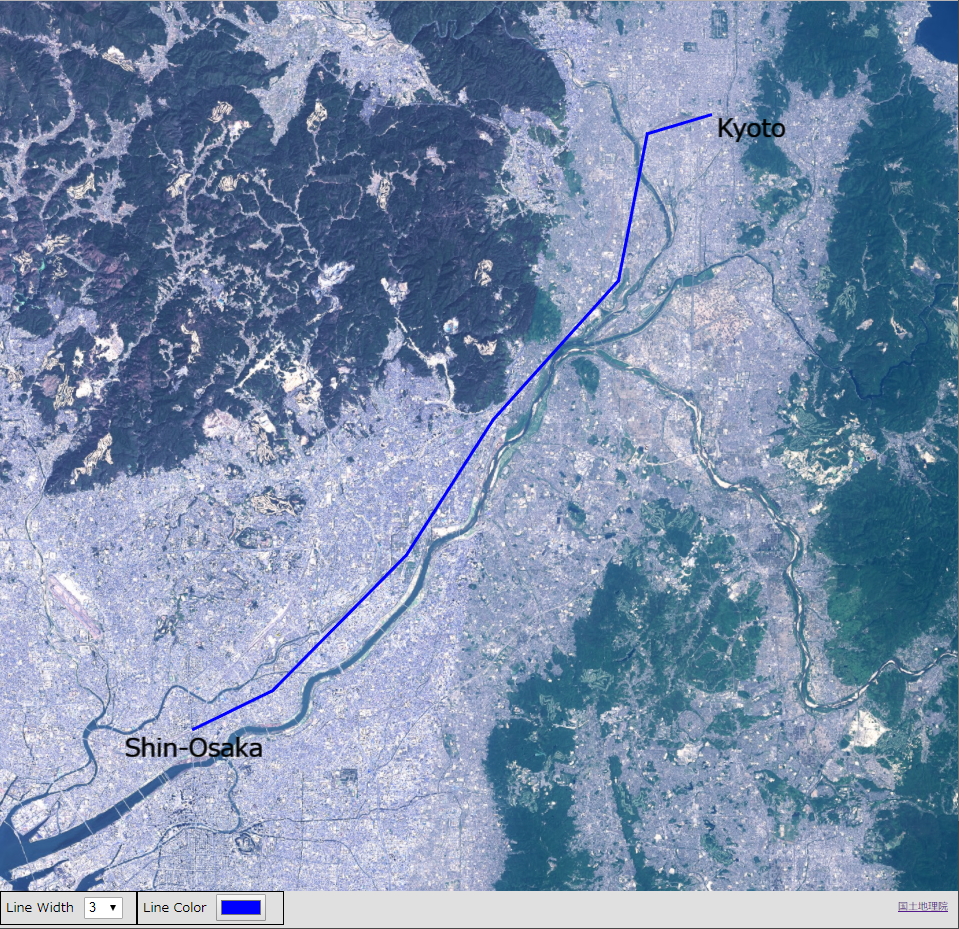 Kyoto
Shin-Osaka
Line Width 3 ▼ Line Color
国土地理院